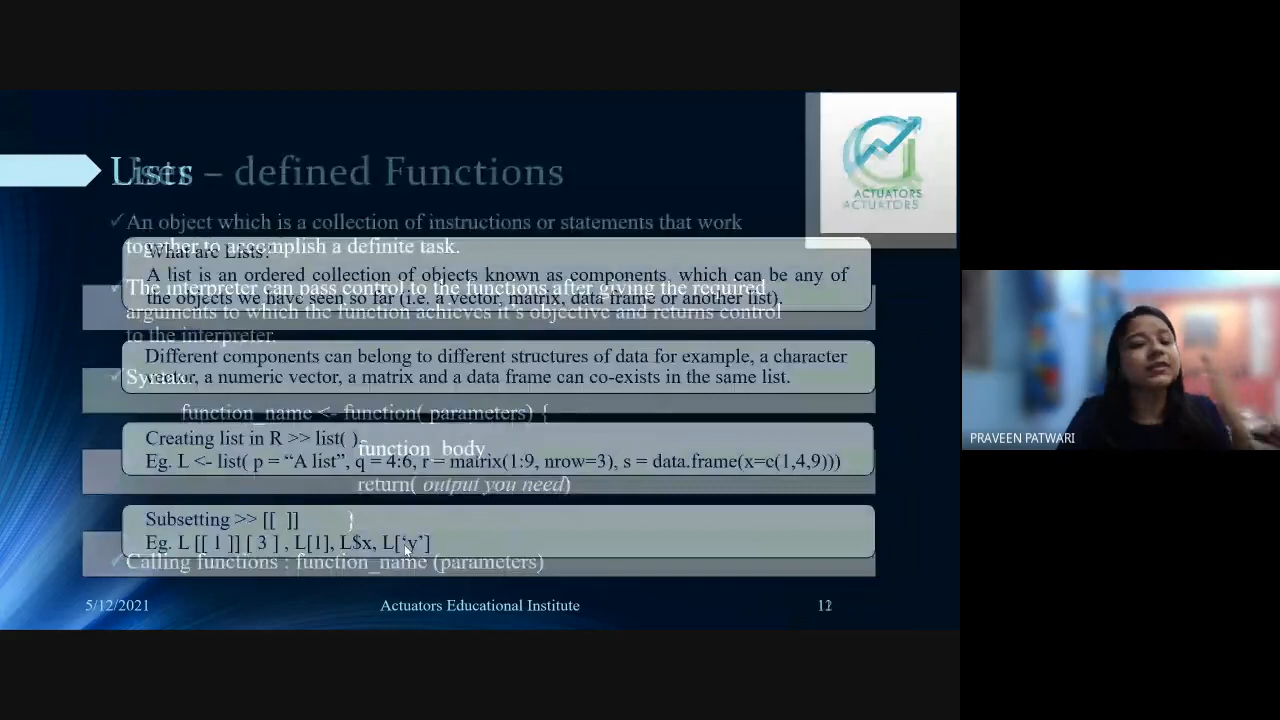 Lists
User – defined Functions
ACTUATORS
ACTUATORS
✓An object which is a collection of instructions or statements that work
together to accomplish a definite task.
What are Lists?
A list is an ordered collection of objects known as components, which can be any of
the objects we have seen so far (i.e. a vector, matrix, data frame or another list).
✓The interpreter can pass control to the functions after giving the required
arguments to which the function achieves it's objective and returns control
to the interpreter.
Different components can belong to different structures of data for example, a character
vector, a numeric vector, a matrix and a data frame can co-exists in the same list.
✓Syntax
function_name <- function( parameters) {
function_body
return( output you need)
}
Creating list in R >> list( )
Eg. L <- list( p = “A list”, q = 4:6, r = matrix(1:9, nrow=3), s = data.frame(x=c(1,4,9)))
Subsetting >> [[ ]]
Eg. L [[ 1 ]] [ 3 ] , L[1], L$x, L[‘y’]
✓Calling functions : function_name (parameters)
5/12/2021
Actuators Educational Institute
PRAVEEN PATWARI